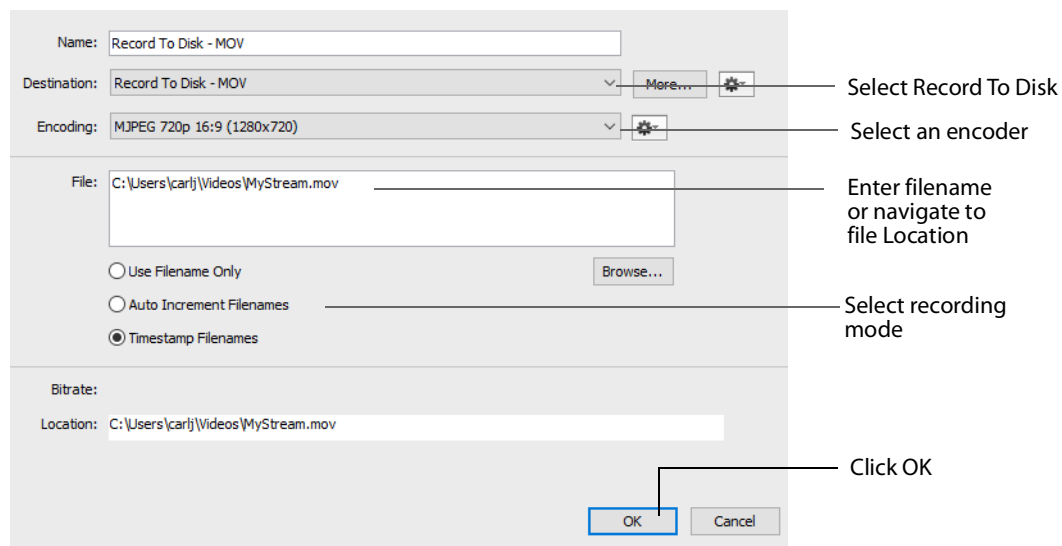 Name: Record To Disk - MOV
Destination: Record To Disk - MOV More...
Select Record To Disk
Encoding: MJPEG 720p 16:9 (1280x720)
Select an encoder
File: C:\Users\carlj\Videos\MyStream.mov
Enter filename
or navigate to
file Location
Use Filename Only
Browse...
Auto Increment Filenames
Select recording
mode
Timestamp Filenames
Bitrate:
Location: C:\Users\carlj\Videos\MyStream.mov
Click OK
OK Cancel